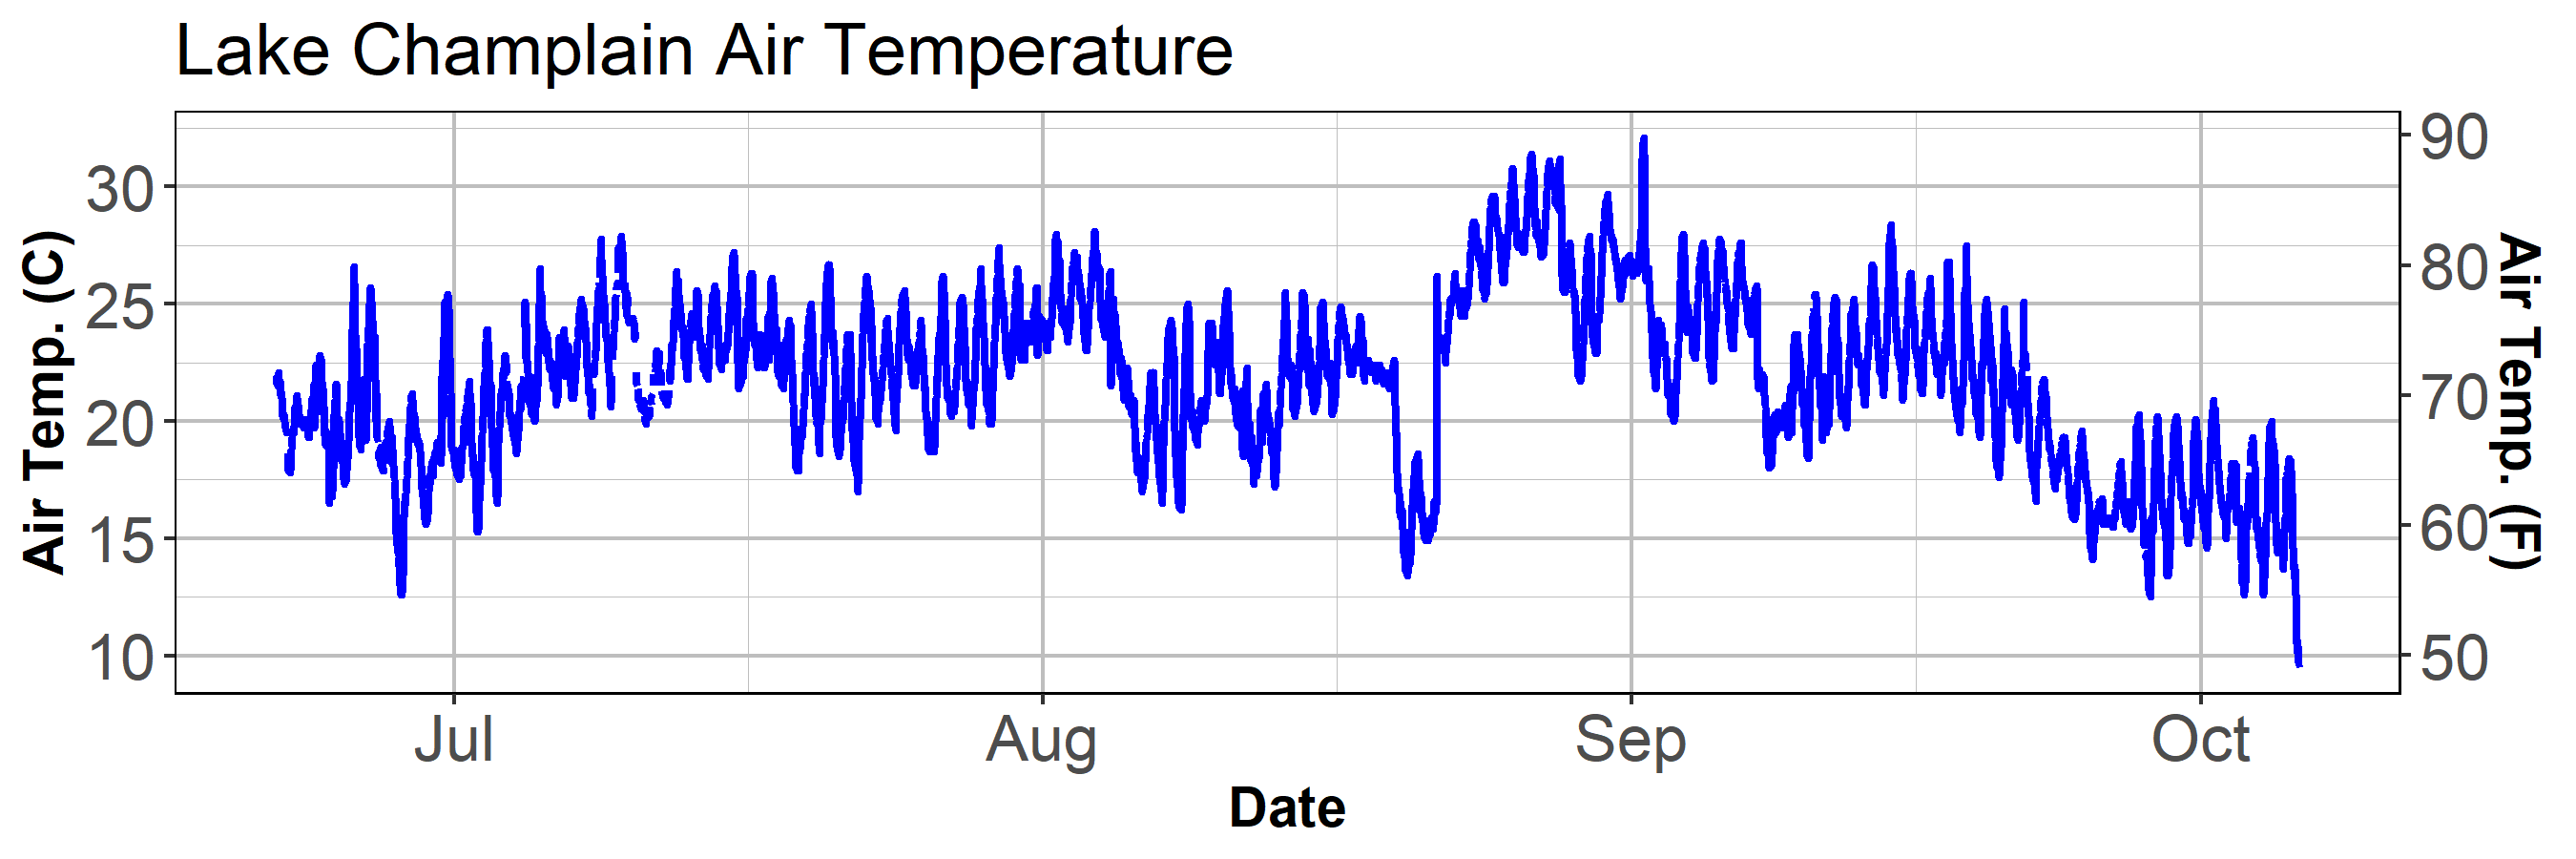 Lake Champlain Air Temperature
Air Temp. (C)
30
25
20
15
10
90
80
70
60
50
Air Temp. (F)
Jul Aug Sep Oct
Date